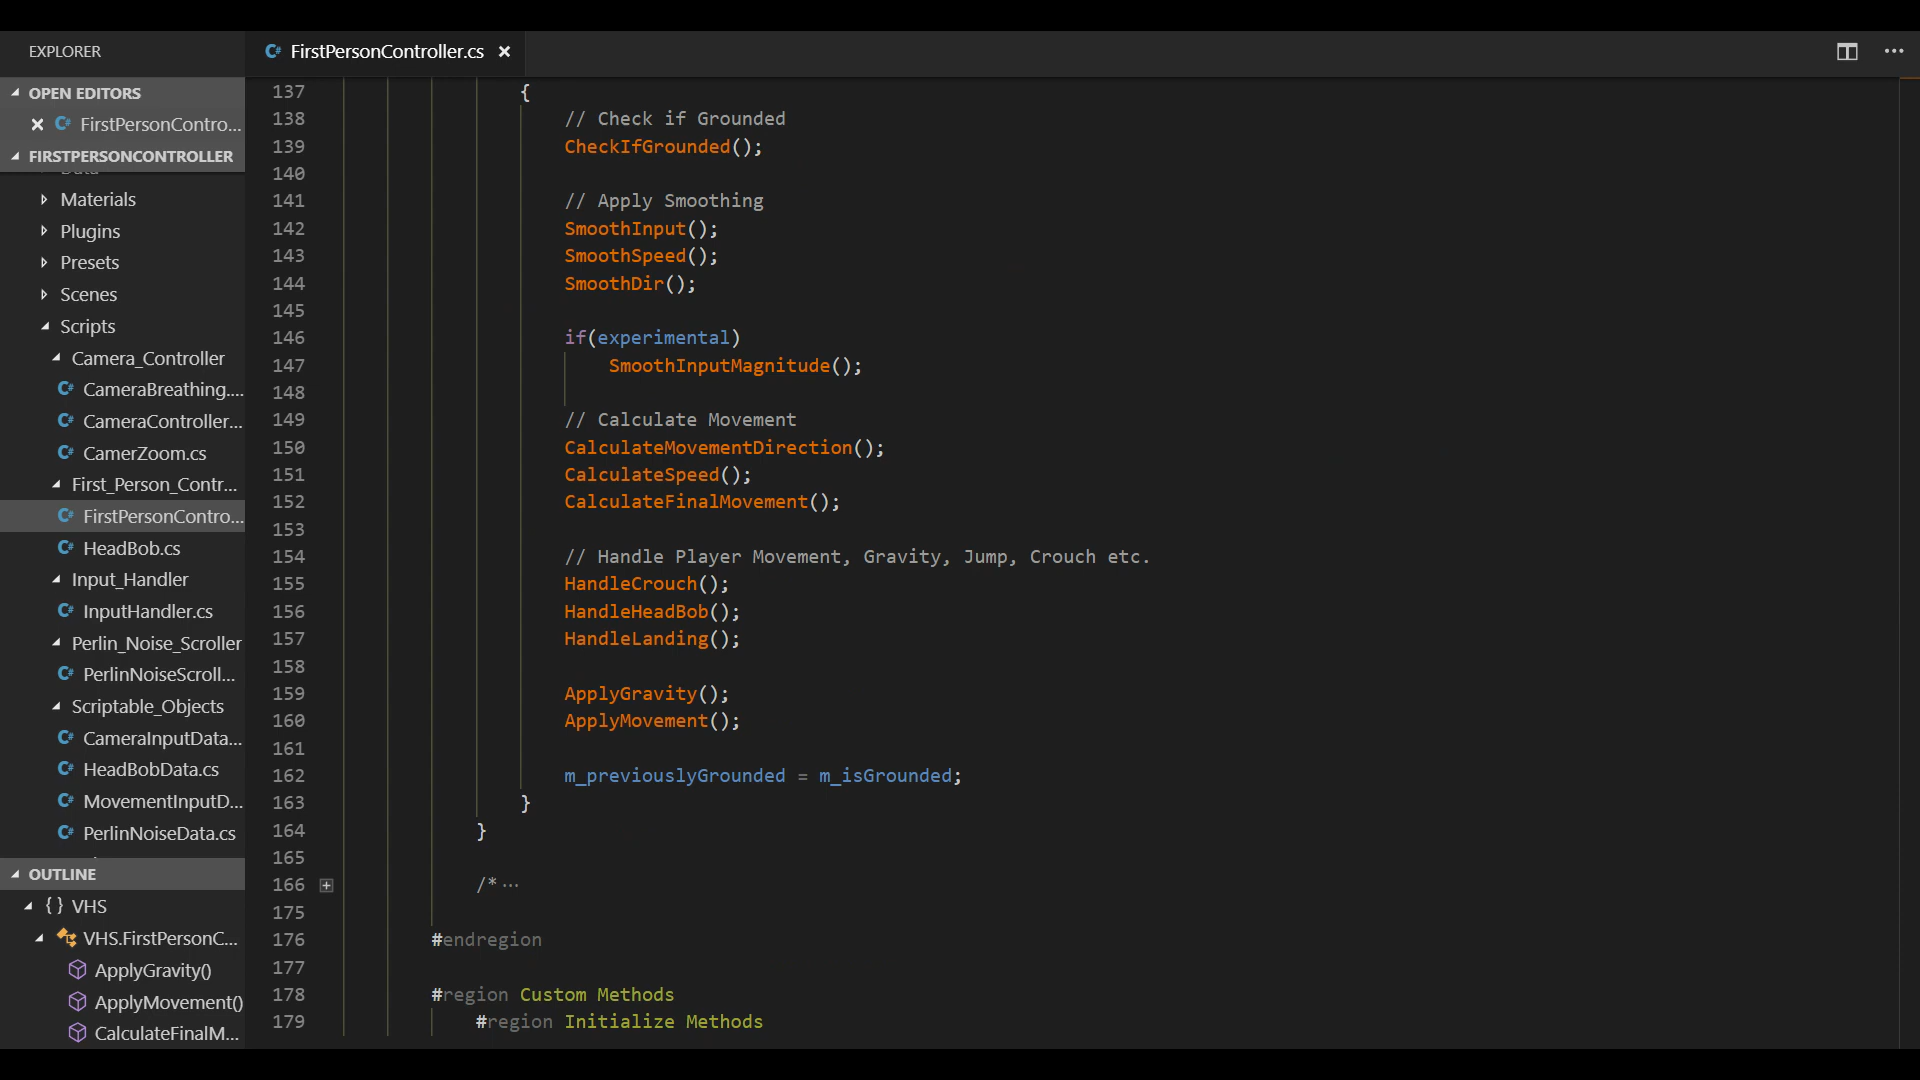 EXPLORER
OPEN EDITORS
FirstPersonContro...
FIRSTPERSONCONTROLLER
Data
Materials
Plugins
Presets
Scenes
Scripts
Camera_Controller
CameraBreathing....
CameraController...
CamerZoom.cs
First_Person_Contr...
FirstPersonContro...
HeadBob.cs
Input_Handler
InputHandler.cs
Perlin_Noise_Scroller
PerlinNoiseScroll...
Scriptable_Objects
CameraInputData...
HeadBobData.cs
MovementInputD...
PerlinNoiseData.cs
OUTLINE
{} VHS
VHS.FirstPersonC...
ApplyGravity()
ApplyMovement()
CalculateFinalM...
FirstPersonController.cs
137 {
138 // Check if Grounded
139 CheckIfGrounded();
140
141 // Apply Smoothing
142 SmoothInput();
143 SmoothSpeed();
144 SmoothDir();
145
146 if(experimental)
147 SmoothInputMagnitude();
148
149 // Calculate Movement
150 CalculateMovementDirection();
151 CalculateSpeed();
152 CalculateFinalMovement();
153
154 // Handle Player Movement, Gravity, Jump, Crouch etc.
155 HandleCrouch();
156 HandleHeadBob();
157 HandleLanding();
158
159 ApplyGravity();
160 ApplyMovement();
161
162 m_previouslyGrounded = m_isGrounded;
163 }
164 }
165
166 /*...
175
176 #endregion
177
178 #region Custom Methods
179 #region Initialize Methods